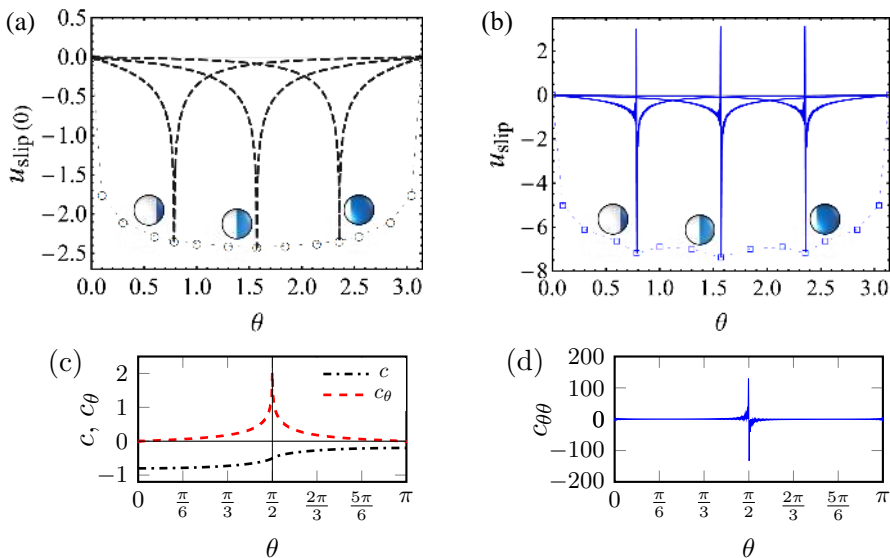 (a)
0.0
−0.5
−1.0
−1.5
−2.0
−2.5
u_slip (0)
0.0 0.5 1.0 1.5 2.0 2.5 3.0
θ
(b)
2
0
−2
−4
−6
−8
u_slip
0.0 0.5 1.0 1.5 2.0 2.5 3.0
θ
(c)
2
1
0
−1
c, c_θ
c
c_θ
0 π/6 π/3 π/2 2π/3 5π/6 π
θ
(d)
200
100
0
−100
−200
c_θθ
0 π/6 π/3 π/2 2π/3 5π/6 π
θ